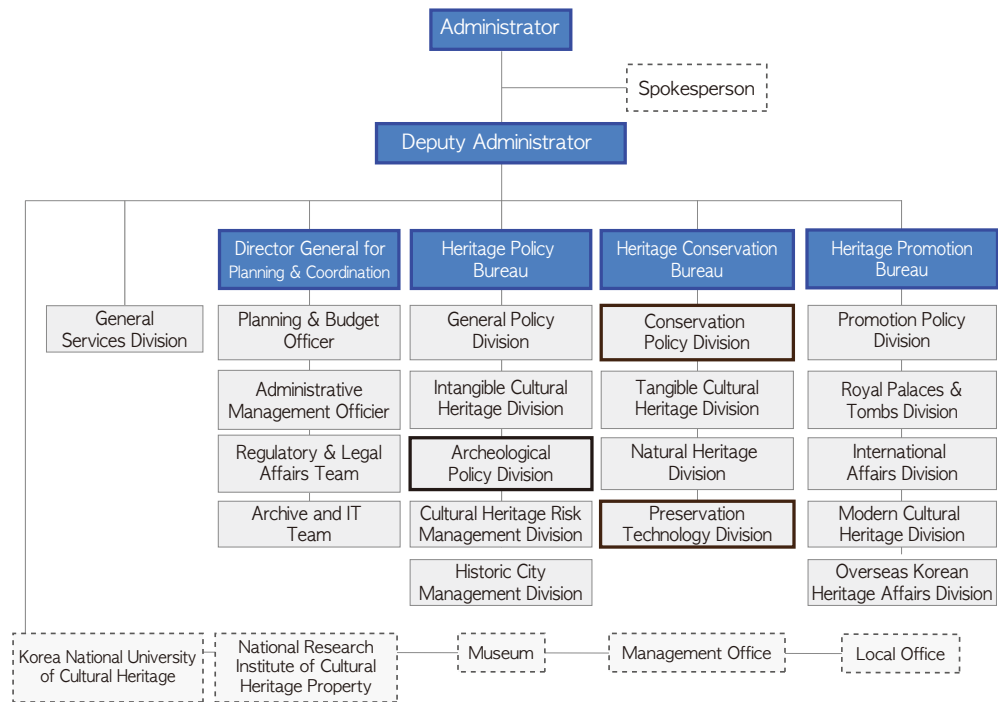 Administrator
Spokesperson
Deputy Administrator
Director General for
Planning & Coordination
Heritage Policy
Bureau
Heritage Conservation
Bureau
Heritage Promotion
Bureau
General
Services Division
Planning & Budget
Officer
General Policy
Division
Conservation
Policy Division
Promotion Policy
Division
Administrative
Management Officier
Intangible Cultural
Heritage Division
Tangible Cultural
Heritage Division
Royal Palaces &
Tombs Division
Regulatory & Legal
Affairs Team
Archeological
Policy Division
Natural Heritage
Division
International
Affairs Division
Archive and IT
Team
Cultural Heritage Risk
Management Division
Preservation
Technology Division
Modern Cultural
Heritage Division
Historic City
Management Division
Overseas Korean
Heritage Affairs Division
Korea National University
of Cultural Heritage
National Research
Institute of Cultural
Heritage Property
Museum
Management Office
Local Office